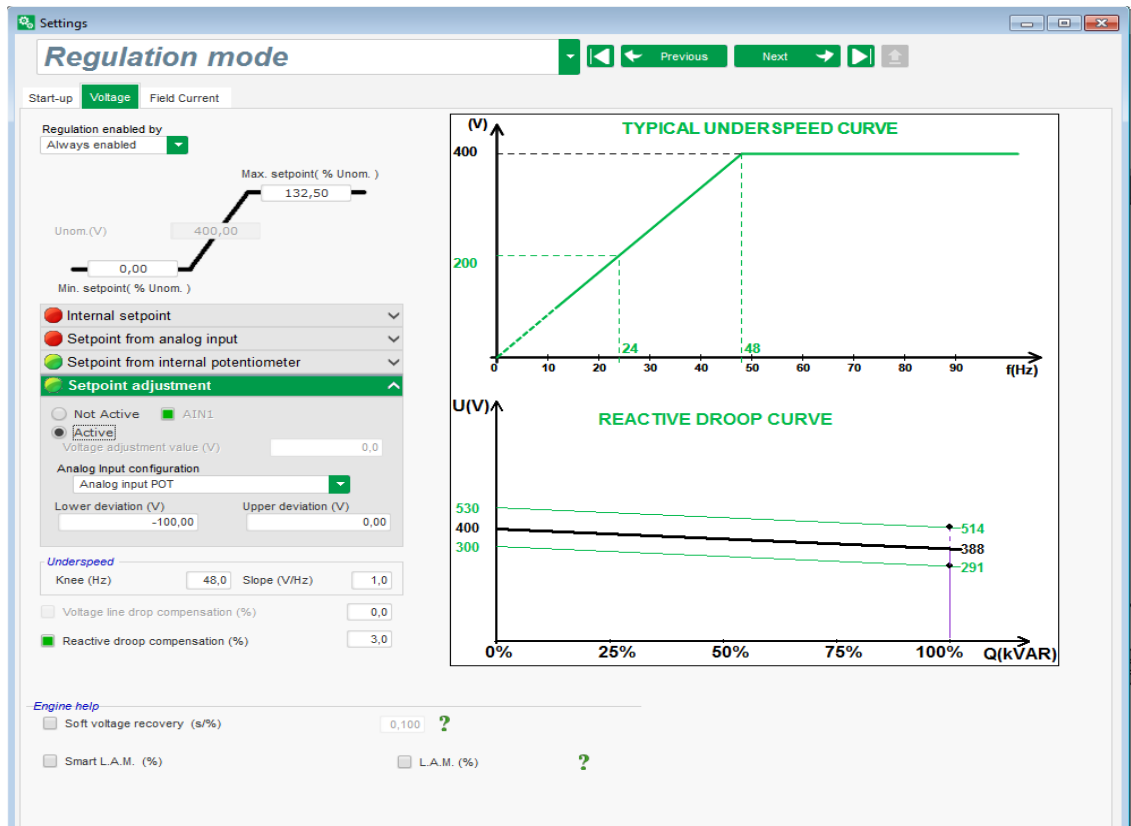 Settings
Regulation mode
Previous
Next
Start-up
Voltage
Field Current
Regulation enabled by
Always enabled
Max. setpoint( % Unom. )
132,50
Unom.(V)
400,00
0,00
Min. setpoint( % Unom. )
Internal setpoint
Setpoint from analog input
Setpoint from internal potentiometer
Setpoint adjustment
Not Active
AIN1
Active
Voltage adjustment value (V)
0,0
Analog Input configuration
Analog input POT
Lower deviation (V)
Upper deviation (V)
-100,00
0,00
Underspeed
Knee (Hz)
48,0
Slope (V/Hz)
1,0
Voltage line drop compensation (%)
0,0
Reactive droop compensation (%)
3,0
(V)
TYPICAL UNDERSPEED CURVE
400
200
24
48
0 10 20 30 40 50 60 70 80 90 f(Hz)
U(V)
REACTIVE DROOP CURVE
530
514
400
388
300
291
0% 25% 50% 75% 100% Q(kVAR)
Engine help
Soft voltage recovery (s/%)
0,100
?
Smart L.A.M. (%)
L.A.M. (%)
?